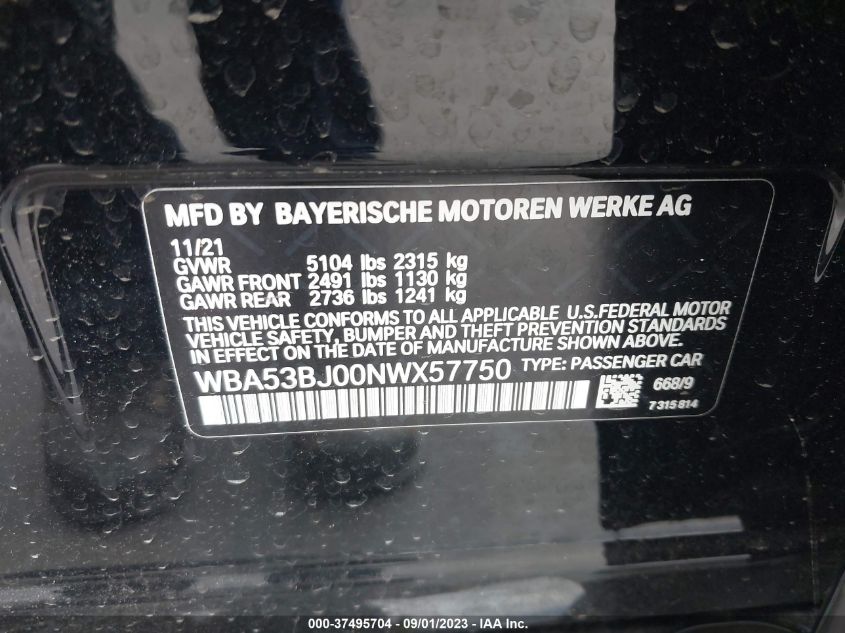 MFD BY BAYERISCHE MOTOREN WERKE AG
11/21
GVWR 5104 lbs 2315 kg
GAWR FRONT 2491 lbs 1130 kg
GAWR REAR 2736 lbs 1241 kg
THIS VEHICLE CONFORMS TO ALL APPLICABLE U.S.FEDERAL MOTOR
VEHICLE SAFETY, BUMPER AND THEFT PREVENTION STANDARDS
IN EFFECT ON THE DATE OF MANUFACTURE SHOWN ABOVE.
WBA53BJ00NWX57750 TYPE: PASSENGER CAR
668/9
7315814
000-37495704 - 09/01/2023 - IAA Inc.